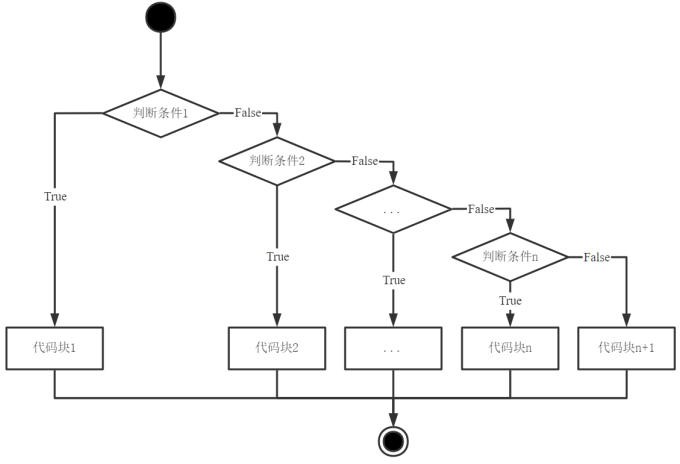 判断条件1
False
判断条件2
False
True
...
False
判断条件n
False
True
True
True
代码块1
代码块2
...
代码块n
代码块n+1